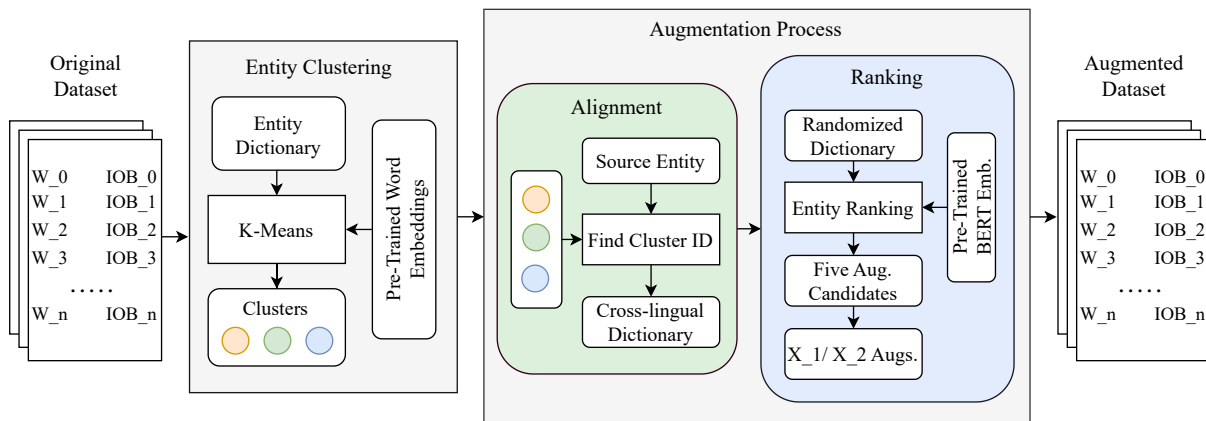 Original
Dataset
W_0 IOB_0
W_1 IOB_1
W_2 IOB_2
W_3 IOB_3
.....
W_n IOB_n
Entity Clustering
Entity
Dictionary
K-Means
Clusters
Pre-Trained Word
Embeddings
Augmentation Process
Alignment
Source Entity
Find Cluster ID
Cross-lingual
Dictionary
Ranking
Randomized
Dictionary
Entity Ranking
Five Aug.
Candidates
X_1/ X_2 Augs.
Pre-Trained
BERT Emb.
Augmented
Dataset
W_0 IOB_0
W_1 IOB_1
W_2 IOB_2
W_3 IOB_3
.....
W_n IOB_n